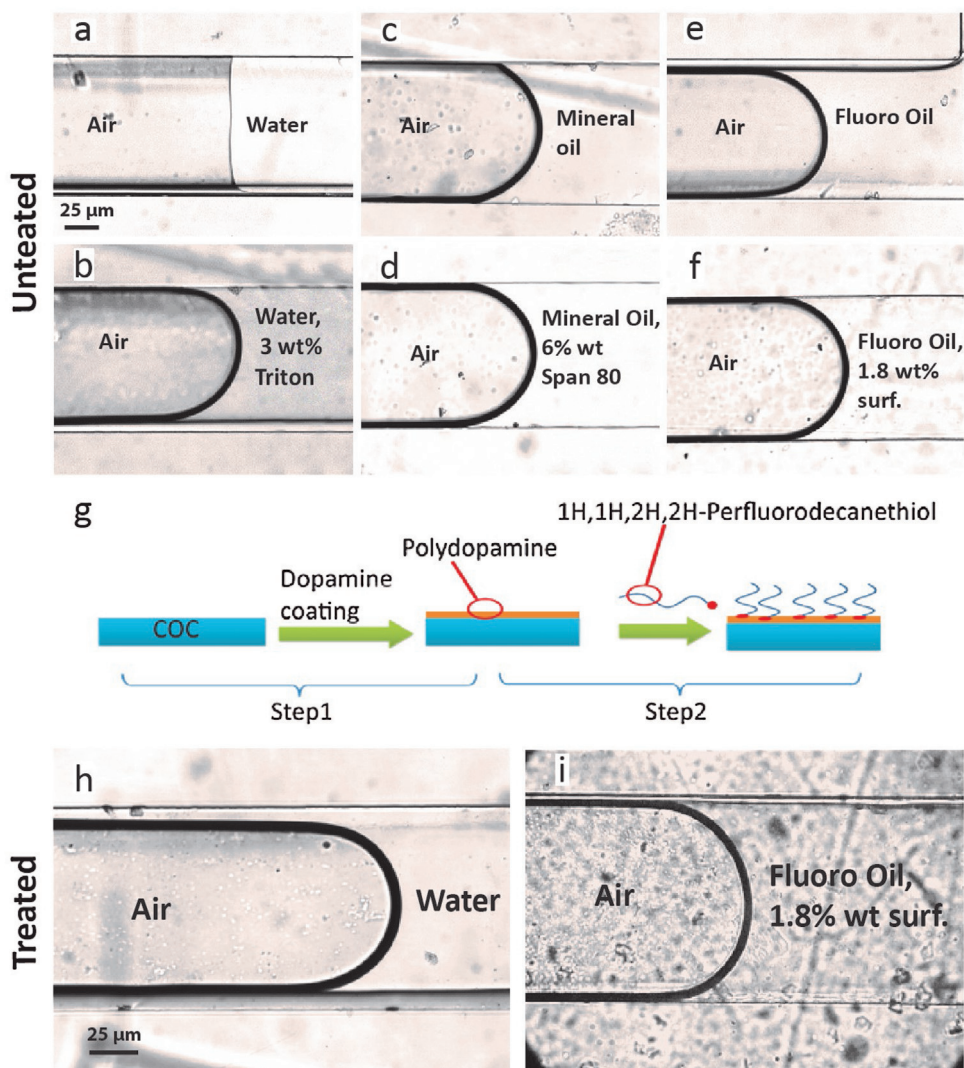 Unteated
a
Air
Water
25 μm
b
Air
Water,
3 wt%
Triton
c
Air
Mineral
oil
d
Air
Mineral Oil,
6% wt
Span 80
e
Air
Fluoro Oil
f
Air
Fluoro Oil,
1.8 wt%
surf.
g
COC
Dopamine
coating
Polydopamine
1H,1H,2H,2H-Perfluorodecanethiol
Step1
Step2
Treated
h
Air
Water
25 μm
i
Air
Fluoro Oil,
1.8% wt surf.